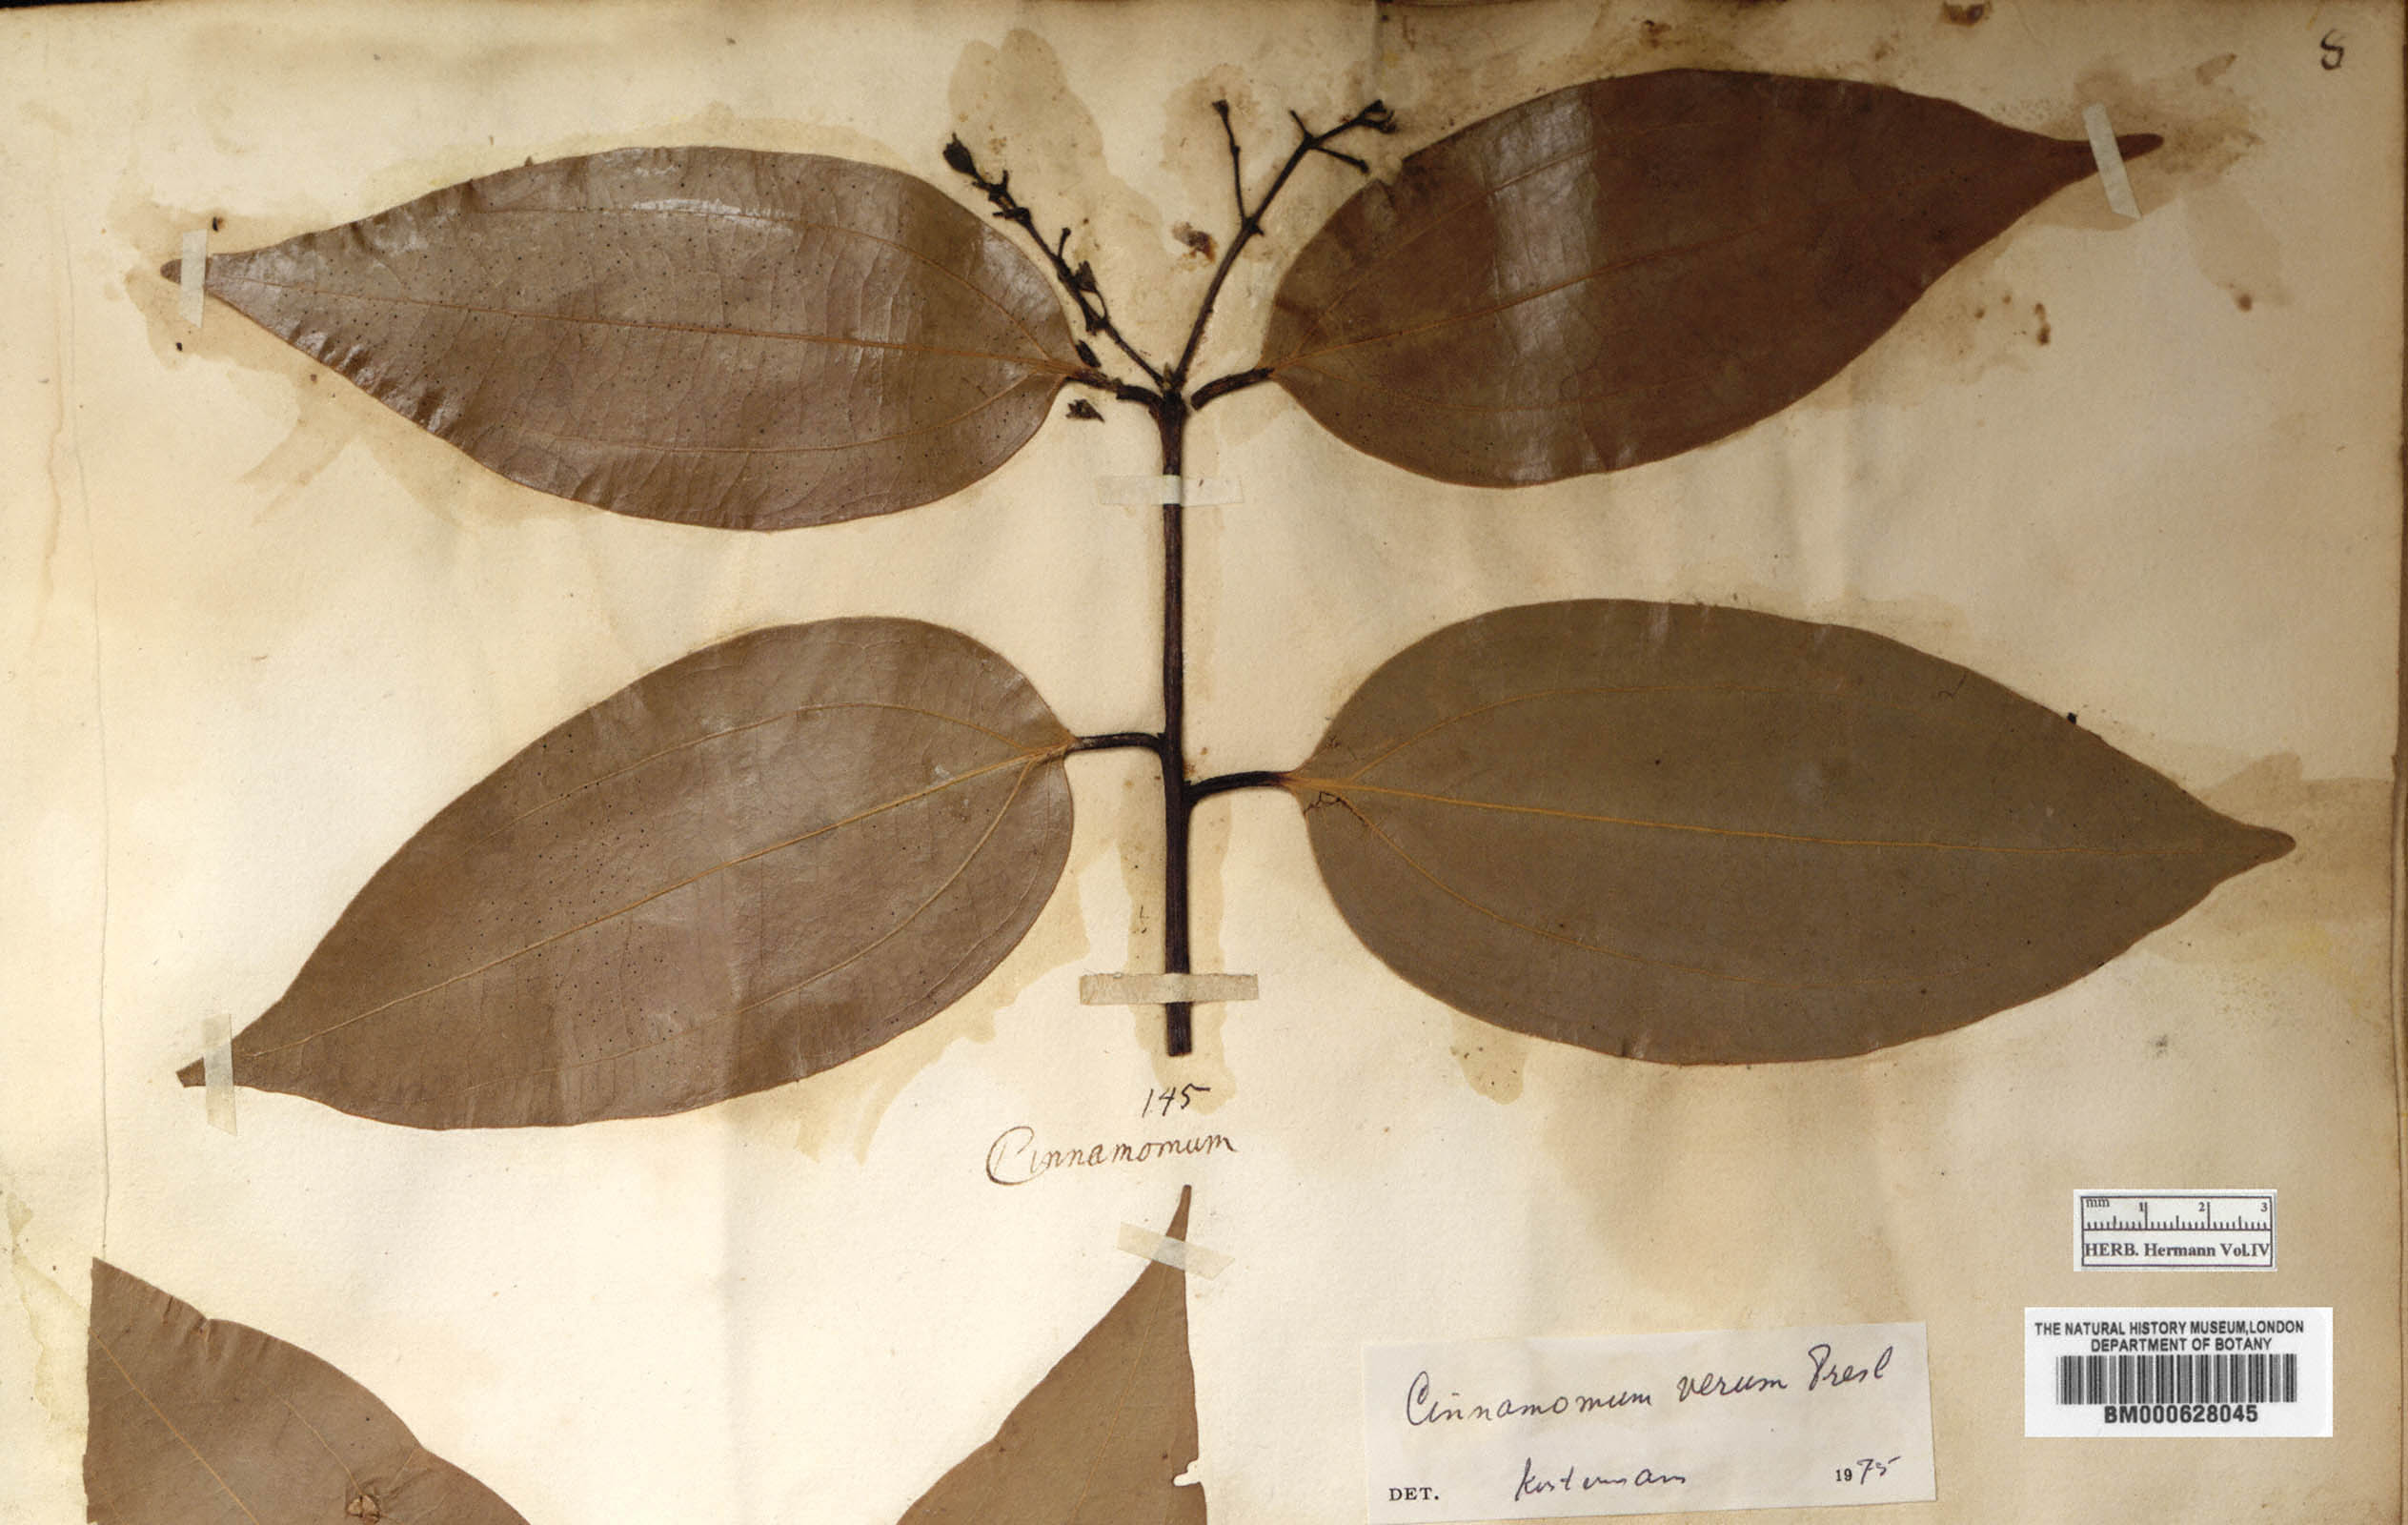 8
145
Cinnamomum
mm 1 2 3
HERB. Hermann Vol.IV
THE NATURAL HISTORY MUSEUM,LONDON
DEPARTMENT OF BOTANY
BM000628045
Cinnamomum verum Presl
DET. Kostermans 1975